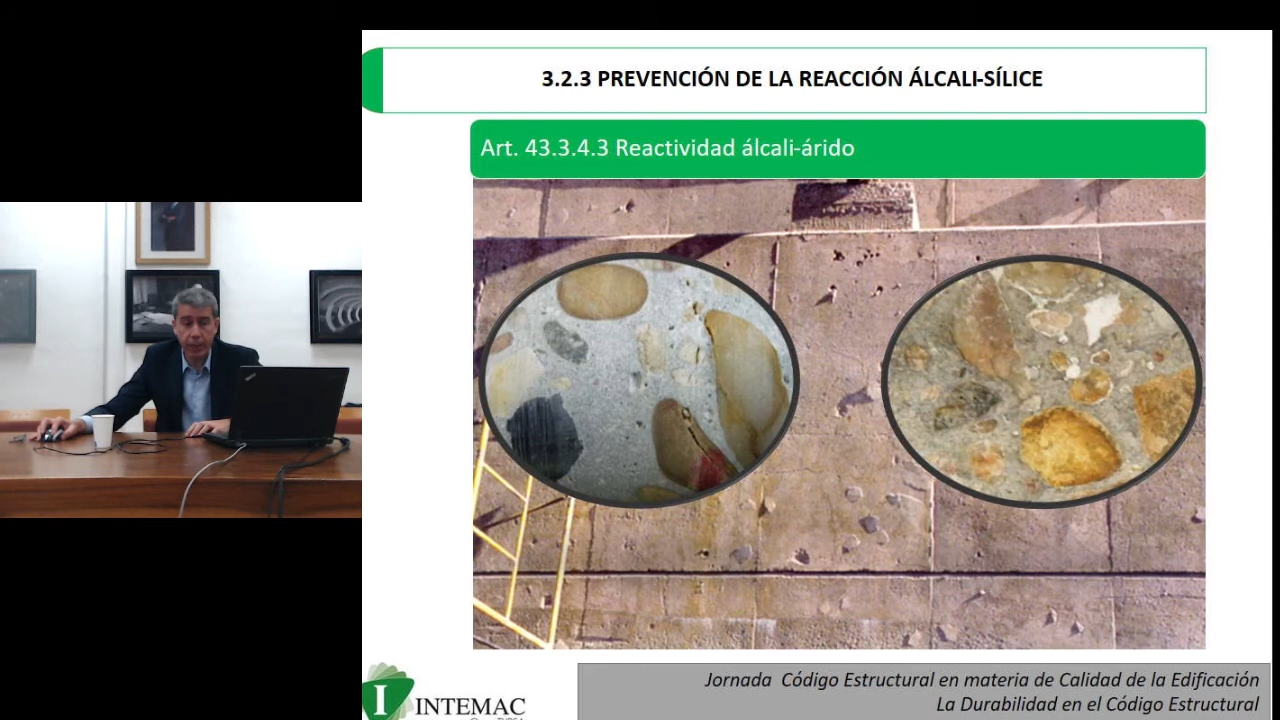 3.2.3 PREVENCIÓN DE LA REACCIÓN ÁLCALI-SÍLICE
Art. 43.3.4.3 Reactividad álcali-árido
I INTEMAC
Jornada Código Estructural en materia de Calidad de la Edificación
La Durabilidad en el Código Estructural